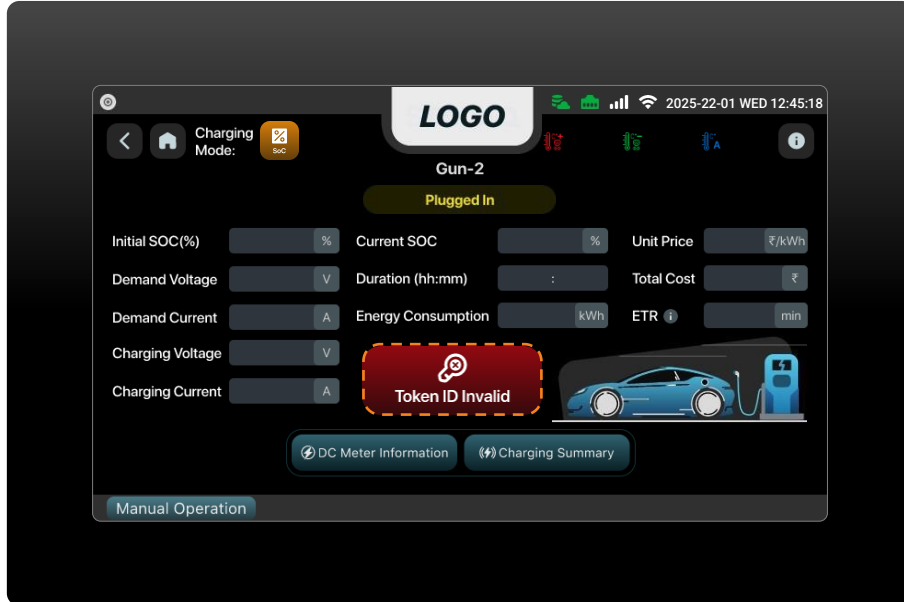 LOGO
2025-22-01 WED 12:45:18
Charging
Mode:
SoC
A
Gun-2
Plugged In
Initial SOC(%) %
Current SOC %
Unit Price ₹/kWh
Demand Voltage V
Duration (hh:mm) :
Total Cost ₹
Demand Current A
Energy Consumption kWh
ETR i min
Charging Voltage V
Charging Current A
Token ID Invalid
DC Meter Information
Charging Summary
Manual Operation